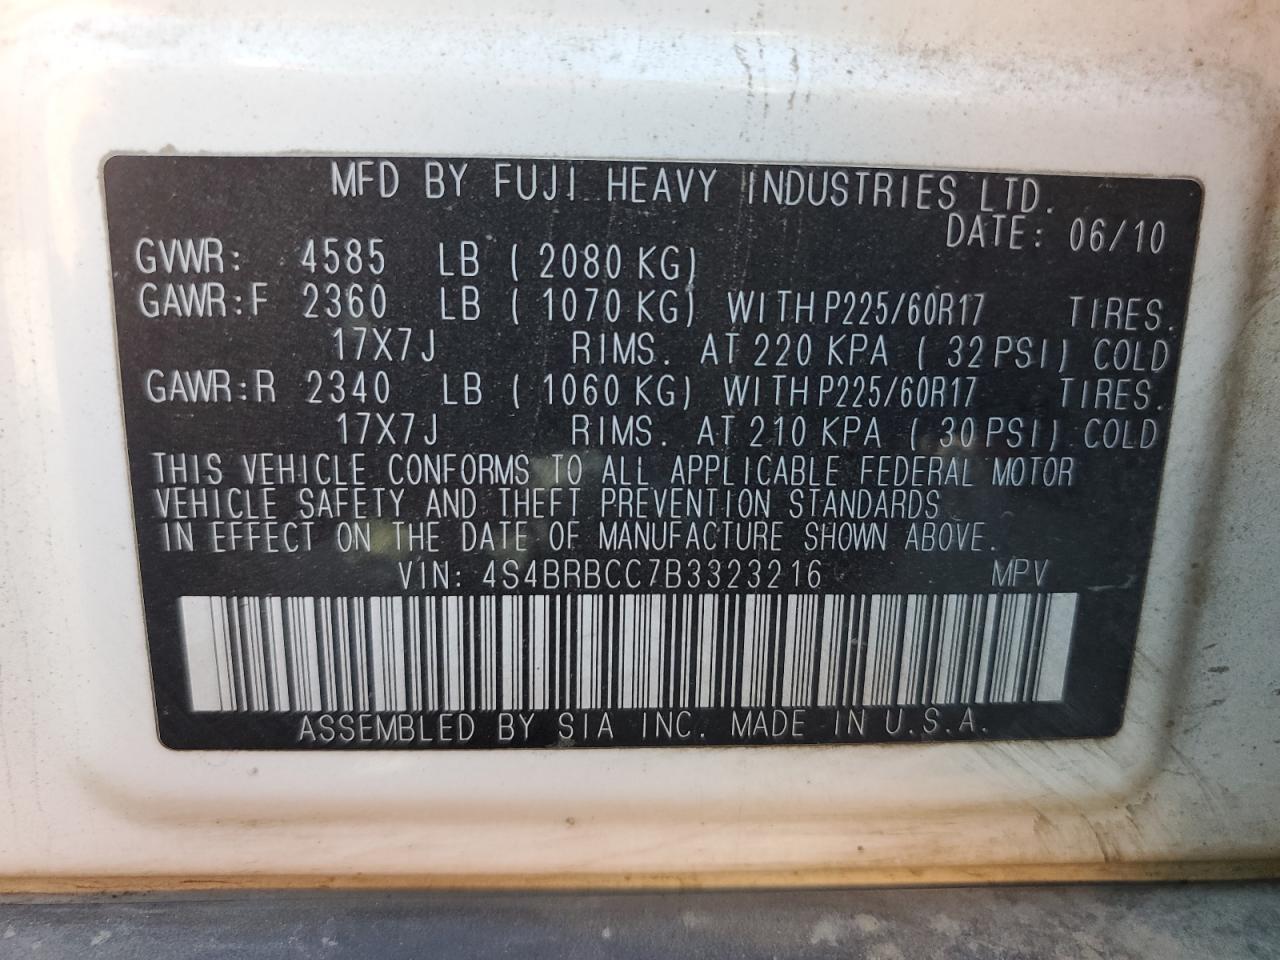 MFD BY FUJI HEAVY INDUSTRIES LTD.
DATE: 06/10
GVWR: 4585 LB ( 2080 KG)
GAWR:F 2360 LB ( 1070 KG) WITH P225/60R17 TIRES.
17X7J RIMS. AT 220 KPA ( 32 PSI) COLD
GAWR:R 2340 LB ( 1060 KG) WITH P225/60R17 TIRES.
17X7J RIMS. AT 210 KPA ( 30 PSI) COLD
THIS VEHICLE CONFORMS TO ALL APPLICABLE FEDERAL MOTOR
VEHICLE SAFETY AND THEFT PREVENTION STANDARDS
IN EFFECT ON THE DATE OF MANUFACTURE SHOWN ABOVE.
VIN: 4S4BRBCC7B3323216 MPV
ASSEMBLED BY SIA INC. MADE IN U.S.A.